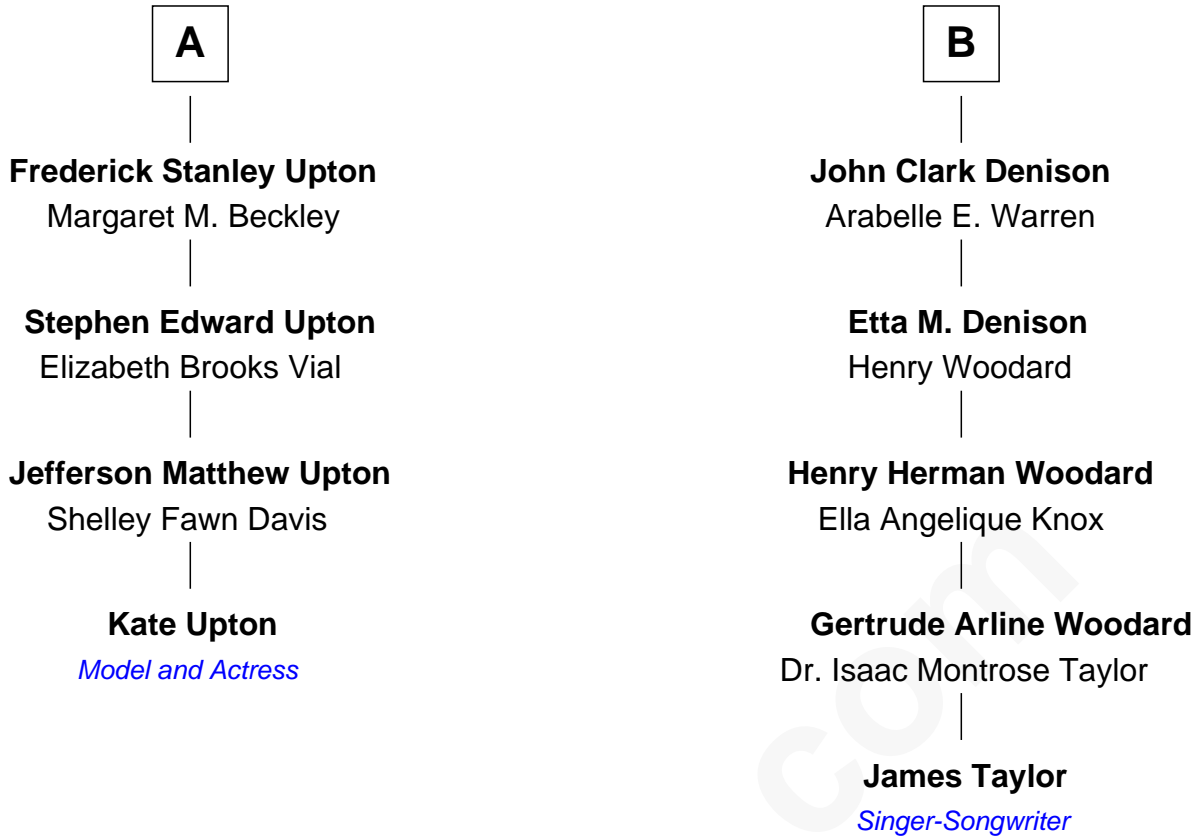 A
Frederick Stanley Upton
Margaret M. Beckley
Stephen Edward Upton
Elizabeth Brooks Vial
Jefferson Matthew Upton
Shelley Fawn Davis
Kate Upton
Model and Actress
B
John Clark Denison
Arabelle E. Warren
Etta M. Denison
Henry Woodard
Henry Herman Woodard
Ella Angelique Knox
Gertrude Arline Woodard
Dr. Isaac Montrose Taylor
James Taylor
Singer-Songwriter
com